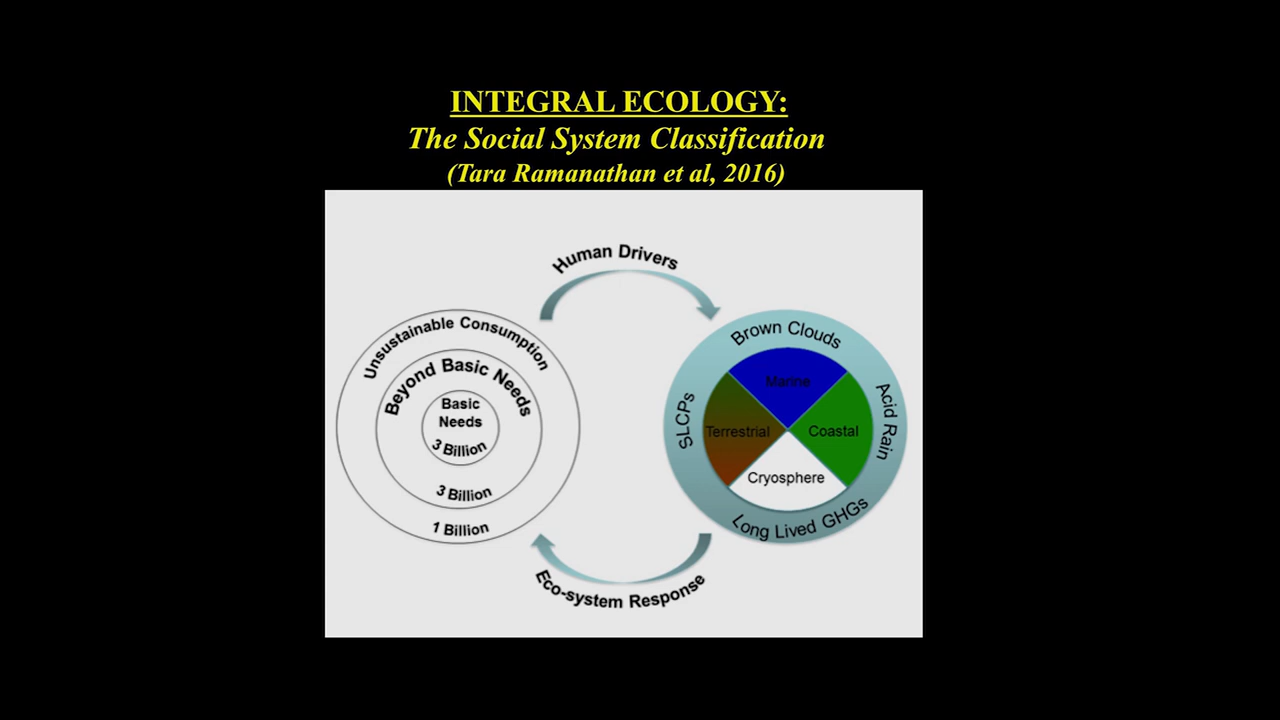 INTEGRAL ECOLOGY:
The Social System Classification
(Tara Ramanathan et al, 2016)
Human Drivers
Unsustainable Consumption
Beyond Basic Needs
Basic
Needs
3 Billion
3 Billion
1 Billion
Brown Clouds
SLCPs
Acid Rain
Marine
Terrestrial
Coastal
Cryosphere
Long Lived GHGs
Eco-system Response